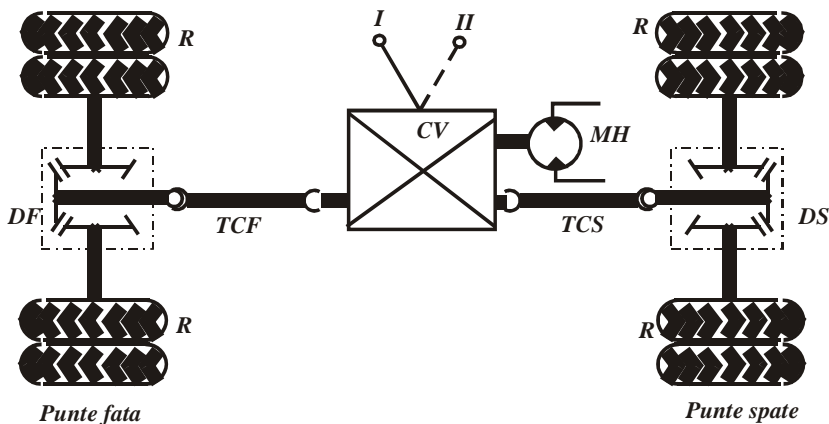 I
II
R
R
CV
MH
DF
TCF
TCS
DS
R
R
Punte fata
Punte spate